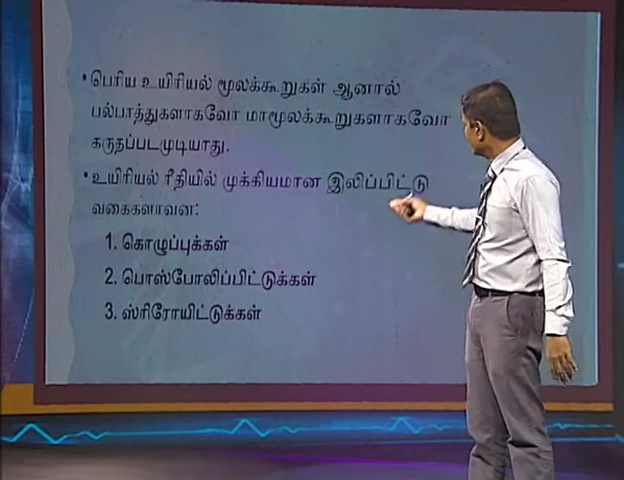 •பெரிய உயிரியல் மூலக்கூறுகள் ஆனால்
பல்பாத்துகளாகவோ மாமூலக்கூறுகளாகவோ
கருதப்படமுடியாது.
•உயிரியல் ரீதியில் முக்கியமான இலிப்பிட்டு
வகைகளாவன:
1. கொழுப்புக்கள்
2. பொஸ்போலிப்பிட்டுக்கள்
3. ஸ்ரிரோயிட்டுக்கள்